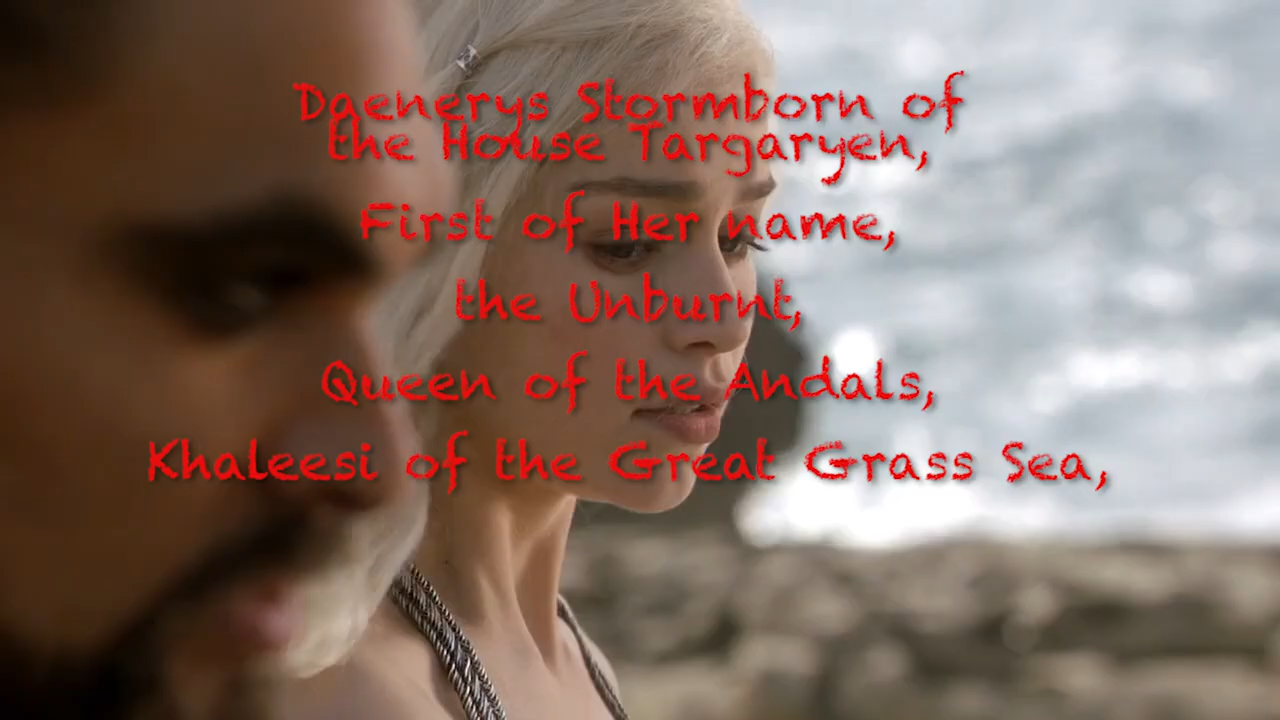 Daenerys Stormborn of
the House Targaryen,
First of Her name,
the Unburnt,
Queen of the Andals,
Khaleesi of the Great Grass Sea,